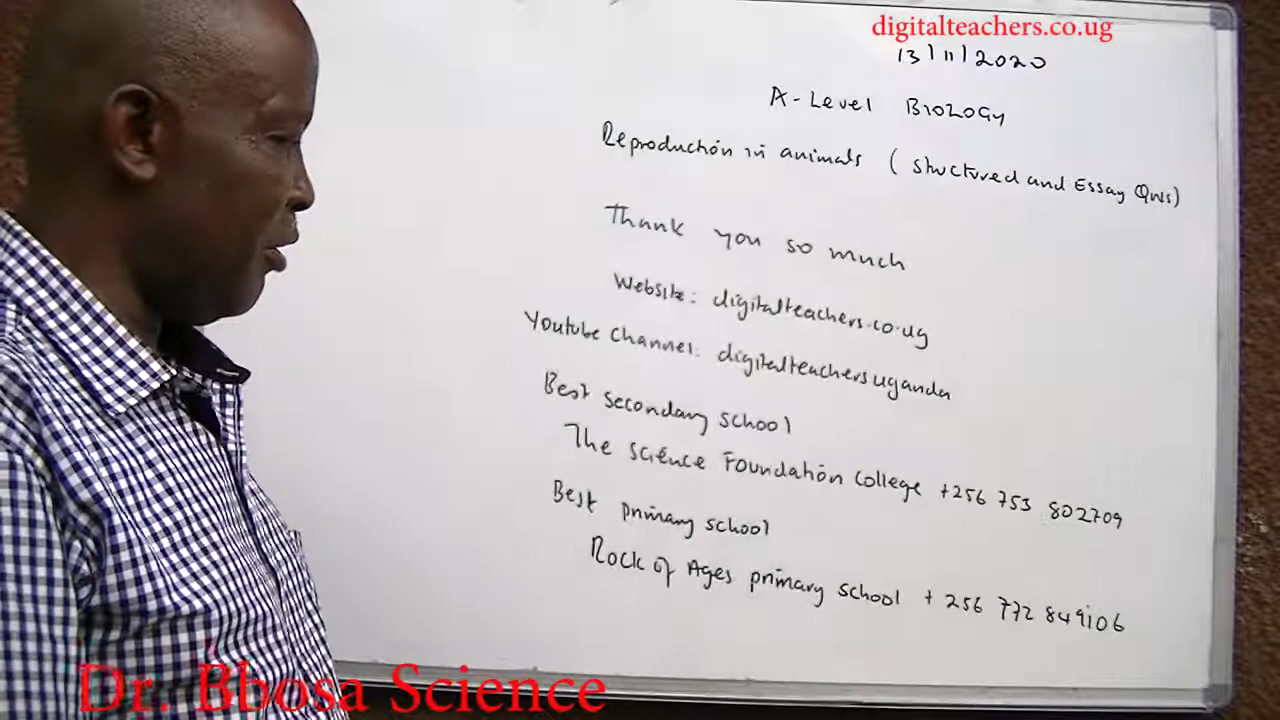 digitalteachers.co.ug
13/11/2020
A-Level BIOLOGY
Reproduction in animals (structured and Essay Qns)
Thank you so much
Website: digitalteachers.co.ug
Youtube Channel: digitalteachersuganda
Best secondary school
The science Foundation College +256 753 802709
Best primary school
Rock of Ages primary school +256 772 849106
Dr. Bbosa Science